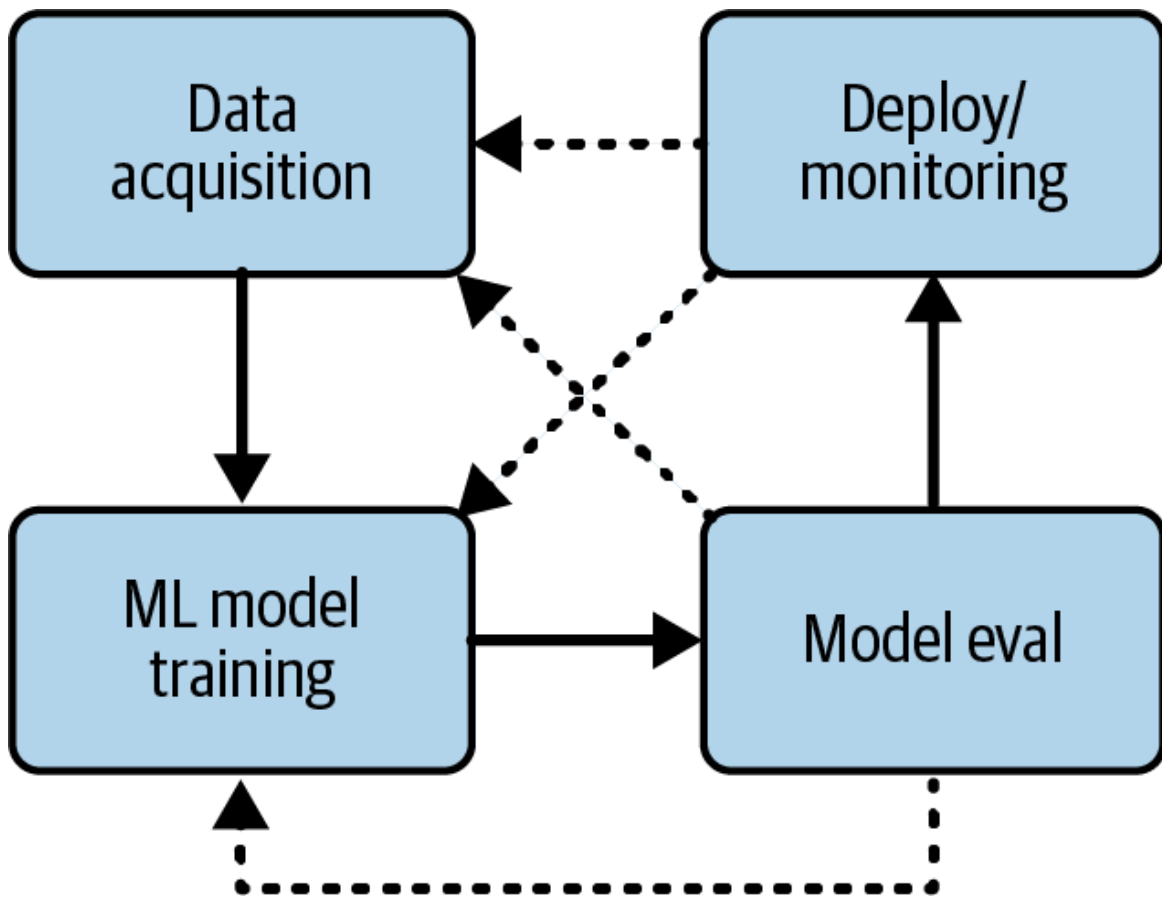 Data
acquisition
Deploy/
monitoring
ML model
training
Model eval